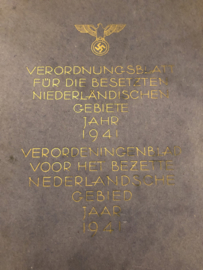 VERORDNUNGSBLATT
FÜR DIE BESETZTEN
NIEDERLÄNDISCHEN
GEBIETE
JAHR
1941
VERORDENINGENBLAD
VOOR HET BEZETTE
NEDERLANDSCHE
GEBIED
JAAR
1941